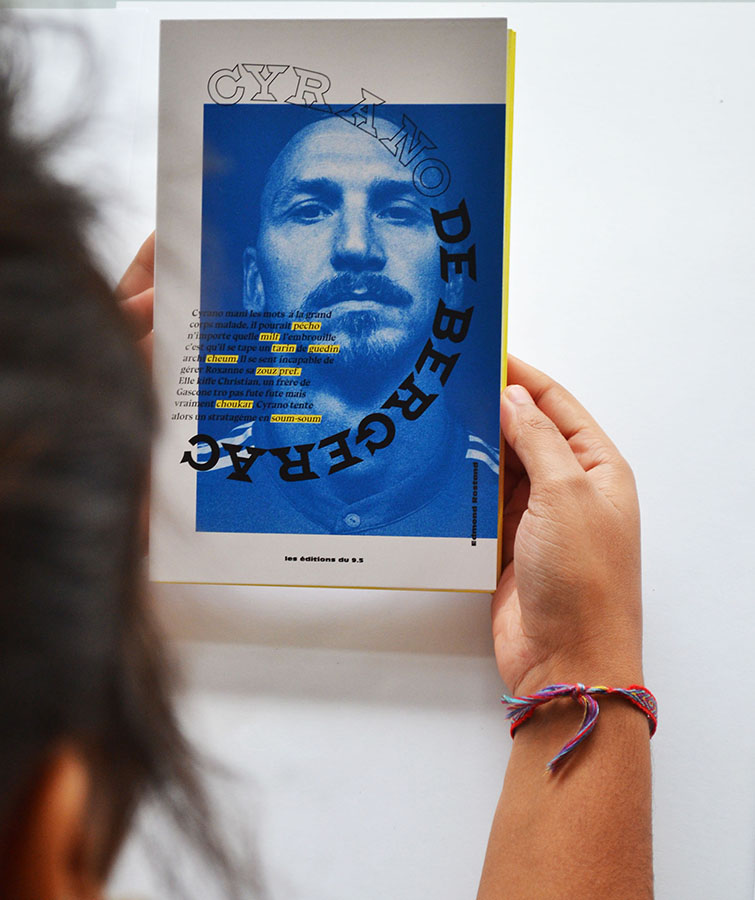 CYRANO DE BERGERAC
Cyrano mani les mots à la grand
corps malade, il pourait pécho
n'importe quelle milf, l'embrouille
c'est qu'il se tape un tarin de guedin,
archi cheum, Il se sent incapable de
gérer Roxanne sa zouz pref.
Elle kiffe Christian, un frère de
Gascone tro pas fute fute mais
vraiment choukar! Cyrano tente
alors un stratagème en soum-soum
Edmond Rostand
les éditions du 9.5